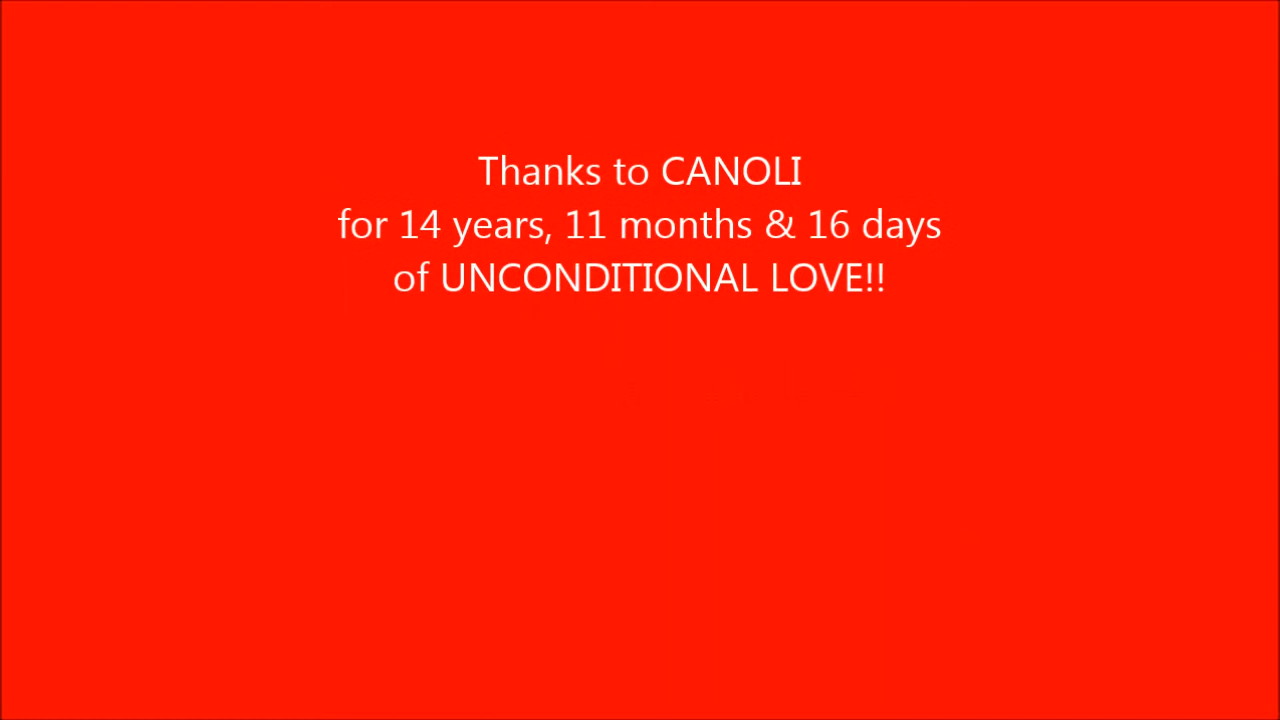 Thanks to CANOLI
for 14 years, 11 months & 16 days
of UNCONDITIONAL LOVE!!